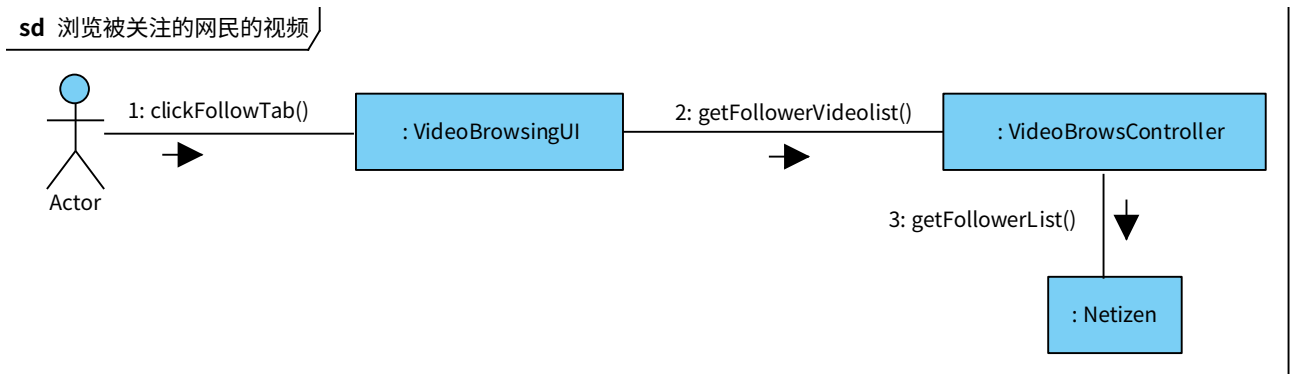 sd 浏览被关注的网民的视频
1: clickFollowTab()
: VideoBrowsingUI
2: getFollowerVideolist()
: VideoBrowsController
Actor
3: getFollowerList()
: Netizen